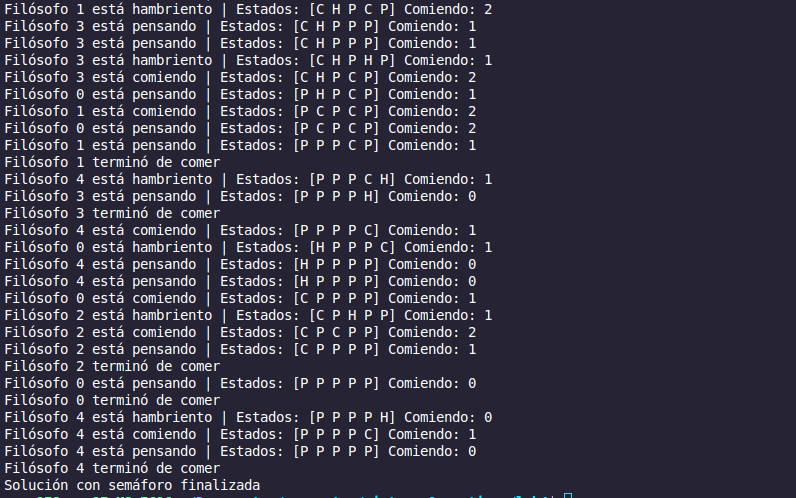 Filósofo 1 está hambriento | Estados: [C H P C P] Comiendo: 2
Filósofo 3 está pensando | Estados: [C H P P P] Comiendo: 1
Filósofo 3 está pensando | Estados: [C H P P P] Comiendo: 1
Filósofo 3 está hambriento | Estados: [C H P H P] Comiendo: 1
Filósofo 3 está comiendo | Estados: [C H P C P] Comiendo: 2
Filósofo 0 está pensando | Estados: [P H P C P] Comiendo: 1
Filósofo 1 está comiendo | Estados: [P C P C P] Comiendo: 2
Filósofo 0 está pensando | Estados: [P C P C P] Comiendo: 2
Filósofo 1 está pensando | Estados: [P P P C P] Comiendo: 1
Filósofo 1 terminó de comer
Filósofo 4 está hambriento | Estados: [P P P C H] Comiendo: 1
Filósofo 3 está pensando | Estados: [P P P P H] Comiendo: 0
Filósofo 3 terminó de comer
Filósofo 4 está comiendo | Estados: [P P P P C] Comiendo: 1
Filósofo 0 está hambriento | Estados: [H P P P C] Comiendo: 1
Filósofo 4 está pensando | Estados: [H P P P P] Comiendo: 0
Filósofo 4 está pensando | Estados: [H P P P P] Comiendo: 0
Filósofo 0 está comiendo | Estados: [C P P P P] Comiendo: 1
Filósofo 2 está hambriento | Estados: [C P H P P] Comiendo: 1
Filósofo 2 está comiendo | Estados: [C P C P P] Comiendo: 2
Filósofo 2 está pensando | Estados: [C P P P P] Comiendo: 1
Filósofo 2 terminó de comer
Filósofo 0 está pensando | Estados: [P P P P P] Comiendo: 0
Filósofo 0 terminó de comer
Filósofo 4 está hambriento | Estados: [P P P P H] Comiendo: 0
Filósofo 4 está comiendo | Estados: [P P P P C] Comiendo: 1
Filósofo 4 está pensando | Estados: [P P P P P] Comiendo: 0
Filósofo 4 terminó de comer
Solución con semáforo finalizada